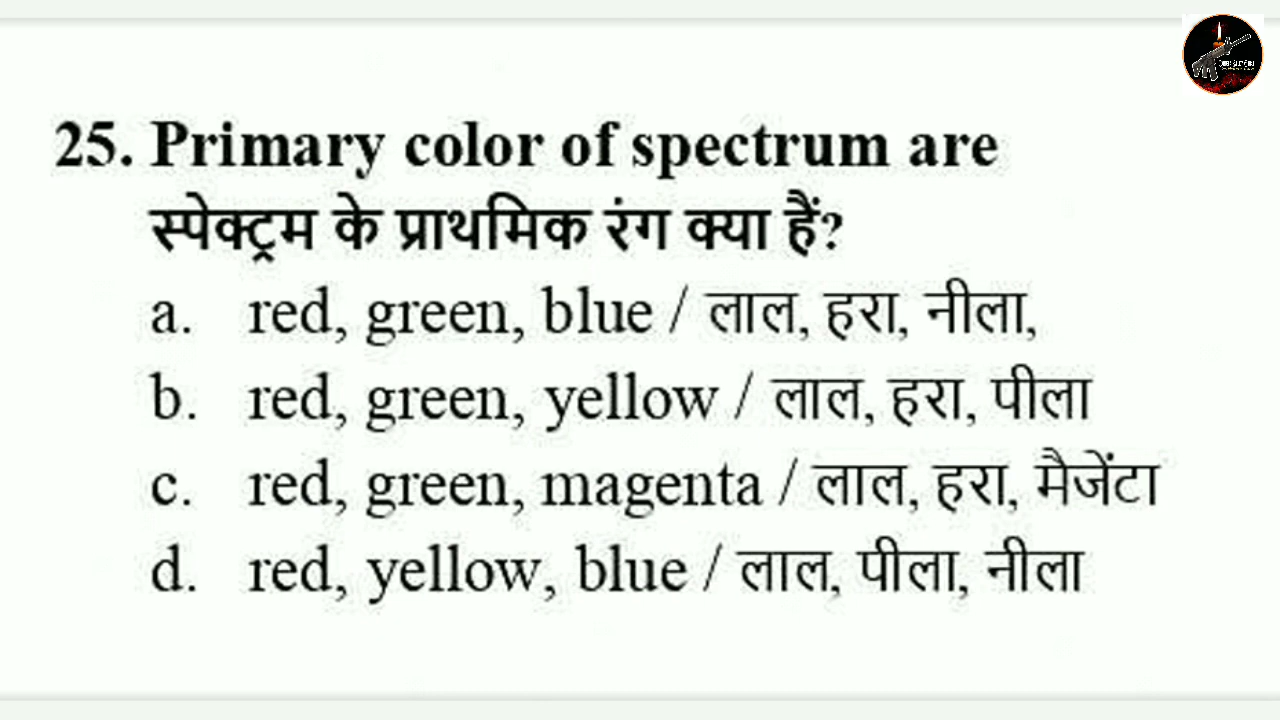 25. Primary color of spectrum are
स्पेक्ट्रम के प्राथमिक रंग क्या हैं?
a. red, green, blue / लाल, हरा, नीला,
b. red, green, yellow / लाल, हरा, पीला
c. red, green, magenta / लाल, हरा, मैजेंटा
d. red, yellow, blue / लाल, पीला, नीला